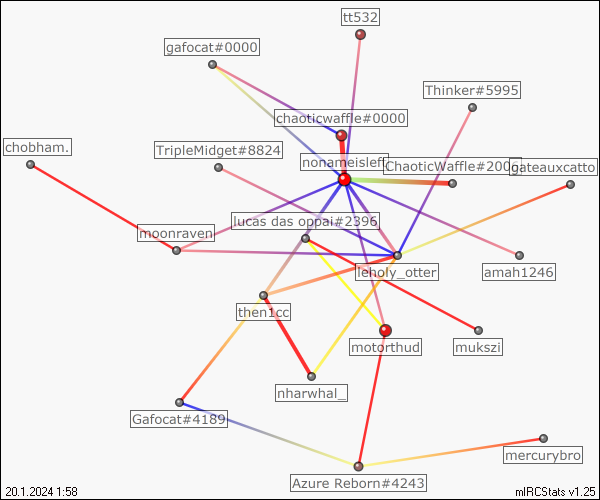 tt532
gafocat#0000
Thinker#5995
chaoticwaffle#0000
chobham.
TripleMidget#8824
nonameisleft
ChaoticWaffle#200
gateauxcatto
lucas das oppai#2396
moonraven
leholy_otter
amah1246
then1cc
motorthud
mukszi
nharwhal_
Gafocat#4189
mercurybro
Azure Reborn#4243
20.1.2024 1:58
mIRCStats v1.25